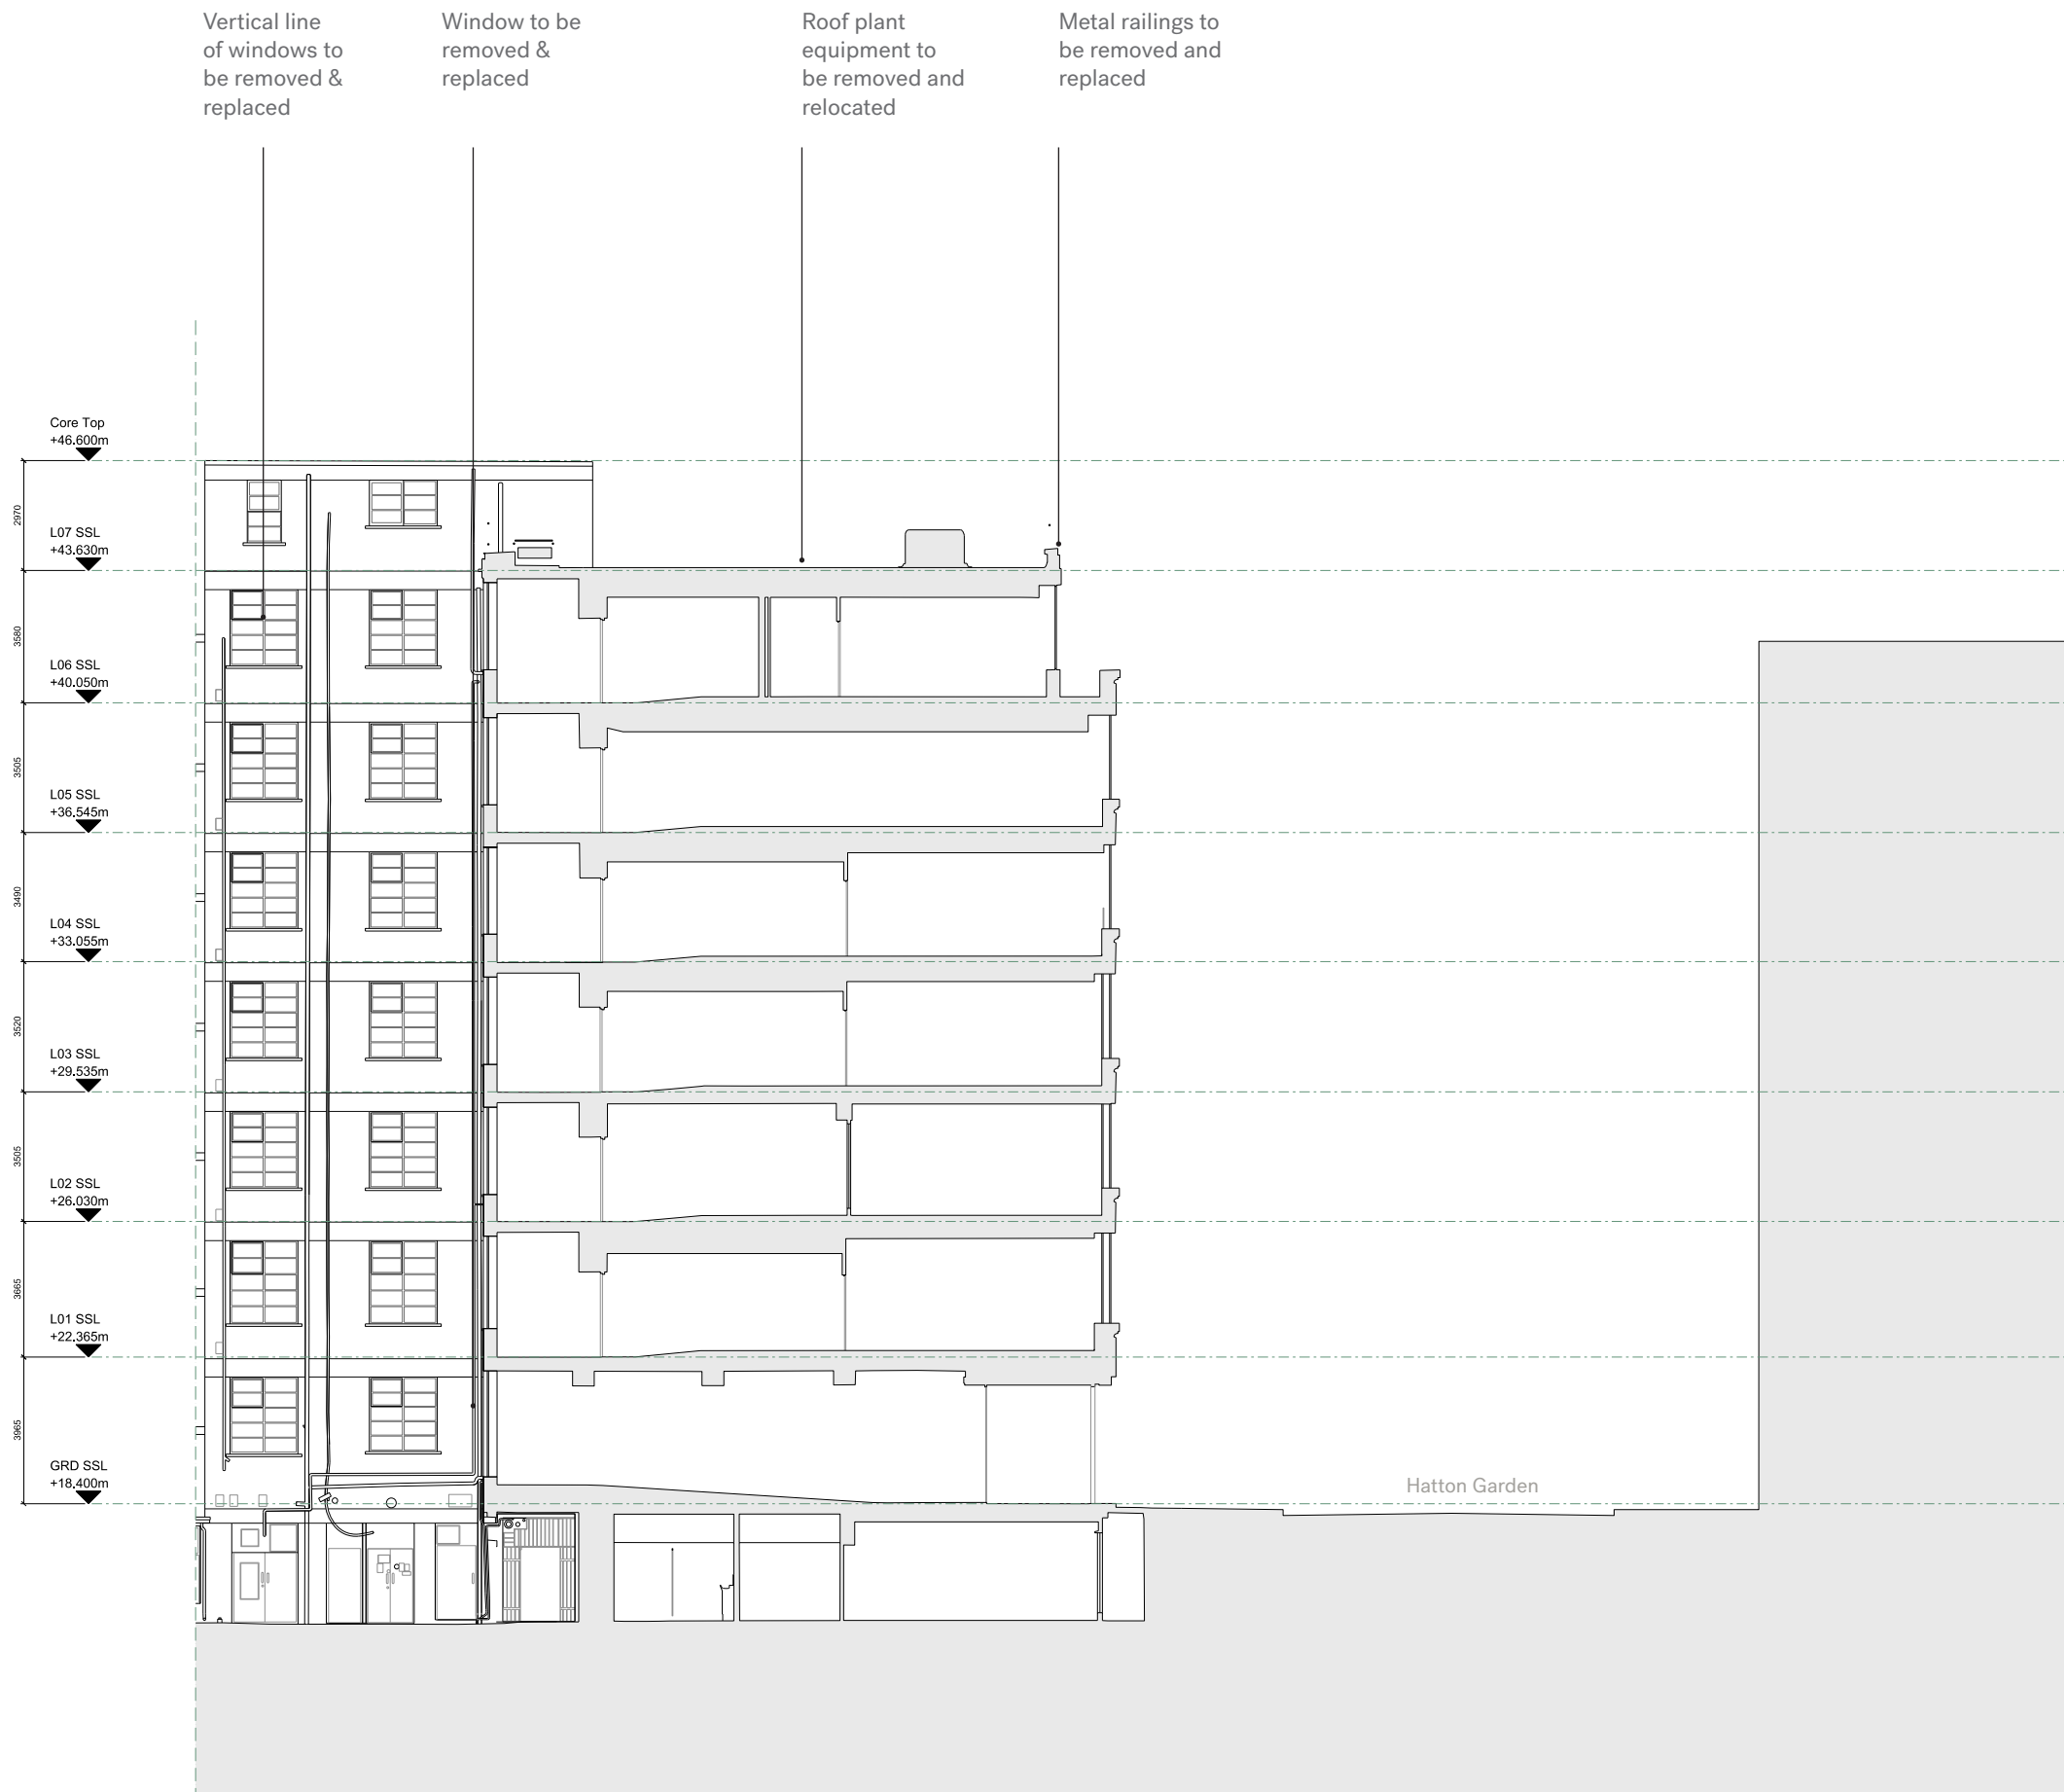 Vertical line
of windows to
be removed &
replaced
Window to be
removed &
replaced
Roof plant
equipment to
be removed and
relocated
Metal railings to
be removed and
replaced
Core Top
+46.600m
2970
L07 SSL
+43.630m
3580
L06 SSL
+40.050m
3505
L05 SSL
+36.545m
3490
L04 SSL
+33.055m
3520
L03 SSL
+29.535m
3505
L02 SSL
+26.030m
3665
L01 SSL
+22.365m
3965
GRD SSL
+18.400m
Hatton Garden